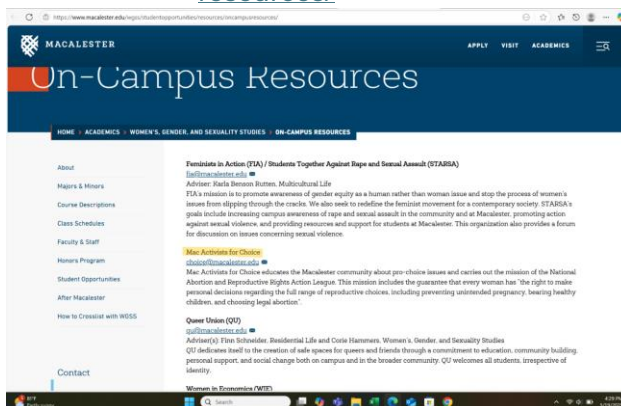 resources/
https://www.macalester.edu/wgss/studentopportunities/resources/oncampusresources/
MACALESTER
APPLY VISIT ACADEMICS
On-Campus Resources
HOME > ACADEMICS > WOMEN'S, GENDER, AND SEXUALITY STUDIES > ON-CAMPUS RESOURCES
About
Majors & Minors
Course Descriptions
Class Schedules
Faculty & Staff
Honors Program
Student Opportunities
After Macalester
How to Crosslist with WGSS
Contact
Feminists in Action (FIA) / Students Together Against Rape and Sexual Assault (STARSA)
fia@macalester.edu
Adviser: Karla Benson Rutten, Multicultural Life
FIA's mission is to promote awareness of gender equity as a human rather than woman issue and stop the process of women's
issues from slipping through the cracks. We also seek to redefine the feminist movement for a contemporary society. STARSA's
goals include increasing campus awareness of rape and sexual assault in the community and at Macalester, promoting action
against sexual violence, and providing resources and support for students at Macalester. This organization also provides a forum
for discussion on issues concerning sexual violence.
Mac Activists for Choice
choice@macalester.edu
Mac Activists for Choice educates the Macalester community about pro-choice issues and carries out the mission of the National
Abortion and Reproductive Rights Action League. This mission includes the guarantee that every woman has "the right to make
personal decisions regarding the full range of reproductive choices, including preventing unintended pregnancy, bearing healthy
children, and choosing legal abortion".
Queer Union (QU)
qu@macalester.edu
Adviser(s): Finn Schneider, Residential Life and Corie Hammers, Women's, Gender, and Sexuality Studies
QU dedicates itself to the creation of safe spaces for queers and friends through a commitment to education, community building,
personal support, and social change both on campus and in the broader community. QU welcomes all students, irrespective of
identity.
Women in Economics (WIE)
Search